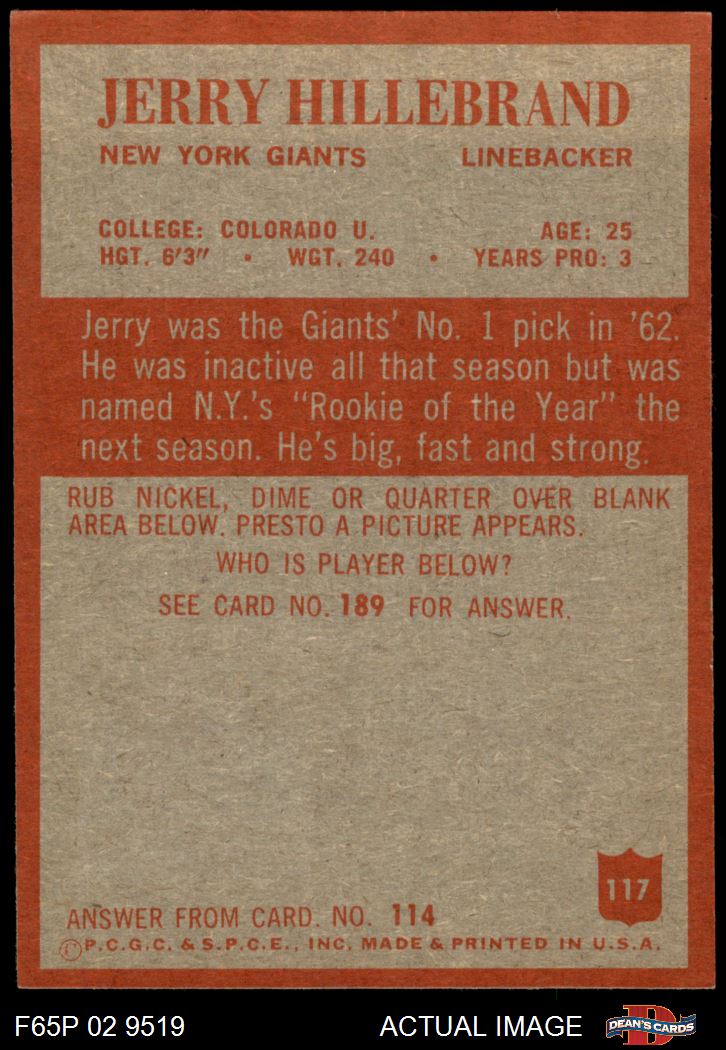 JERRY HILLEBRAND
NEW YORK GIANTS LINEBACKER
COLLEGE: COLORADO U. AGE: 25
HGT. 6'3" • WGT. 240 • YEARS PRO: 3
Jerry was the Giants' No. 1 pick in '62.
He was inactive all that season but was
named N.Y.'s "Rookie of the Year" the
next season. He's big, fast and strong.
RUB NICKEL, DIME OR QUARTER OVER BLANK
AREA BELOW. PRESTO A PICTURE APPEARS.
WHO IS PLAYER BELOW?
SEE CARD NO. 189 FOR ANSWER.
117
ANSWER FROM CARD. NO. 114
©P.C.G.C. & S.P.C.E., INC. MADE & PRINTED IN U.S.A.
F65P 02 9519 ACTUAL IMAGE D DEAN'S CARDS